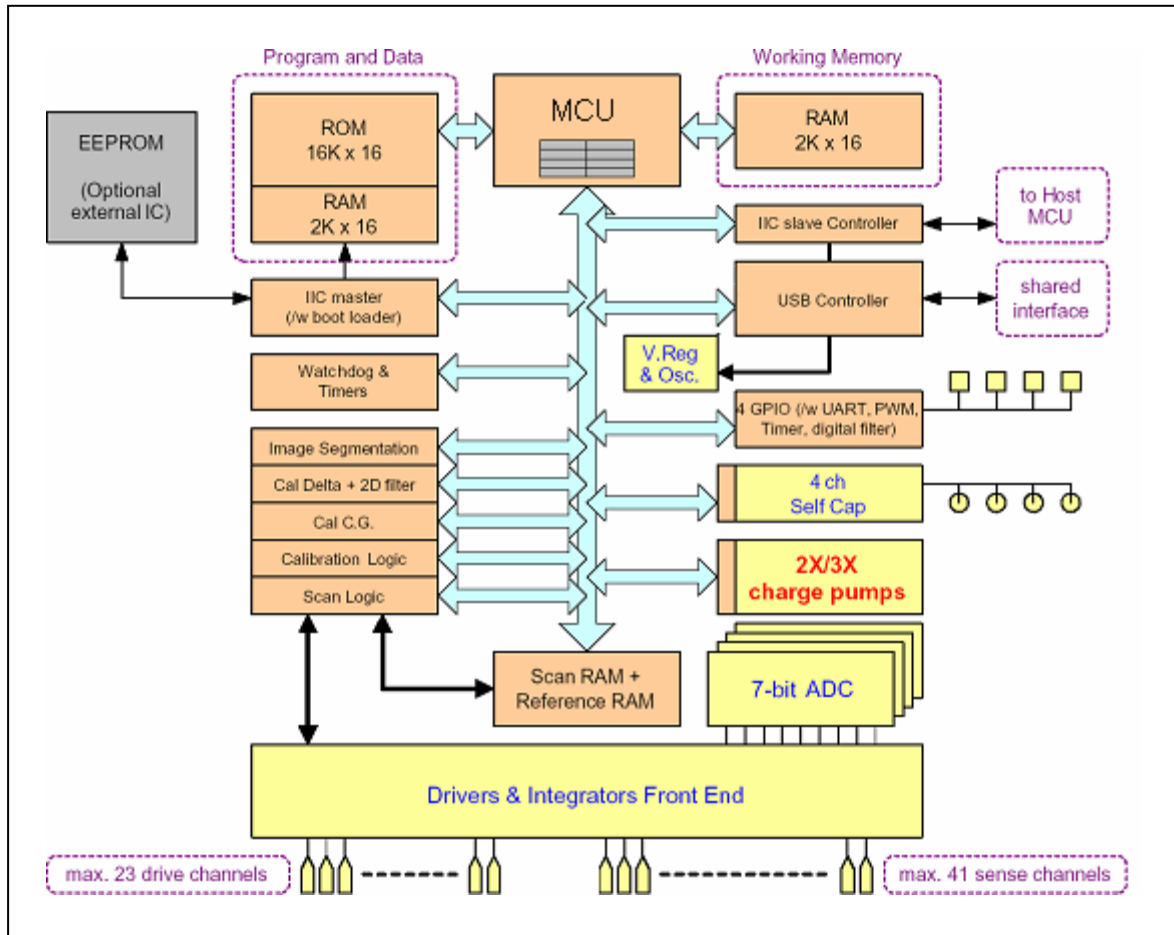 Program and Data
Working Memory
EEPROM
(Optional
external IC)
ROM
16K x 16
RAM
2K x 16
MCU
RAM
2K x 16
IIC slave Controller
to Host
MCU
IIC master
(/w boot loader)
USB Controller
shared
interface
V.Reg
& Osc.
Watchdog &
Timers
4 GPIO (/w UART, PWM,
Timer, digital filter)
Image Segmentation
Cal Delta + 2D filter
Cal C.G.
Calibration Logic
Scan Logic
4 ch
Self Cap
2X/3X
charge pumps
Scan RAM +
Reference RAM
7-bit ADC
Drivers & Integrators Front End
max. 23 drive channels
max. 41 sense channels